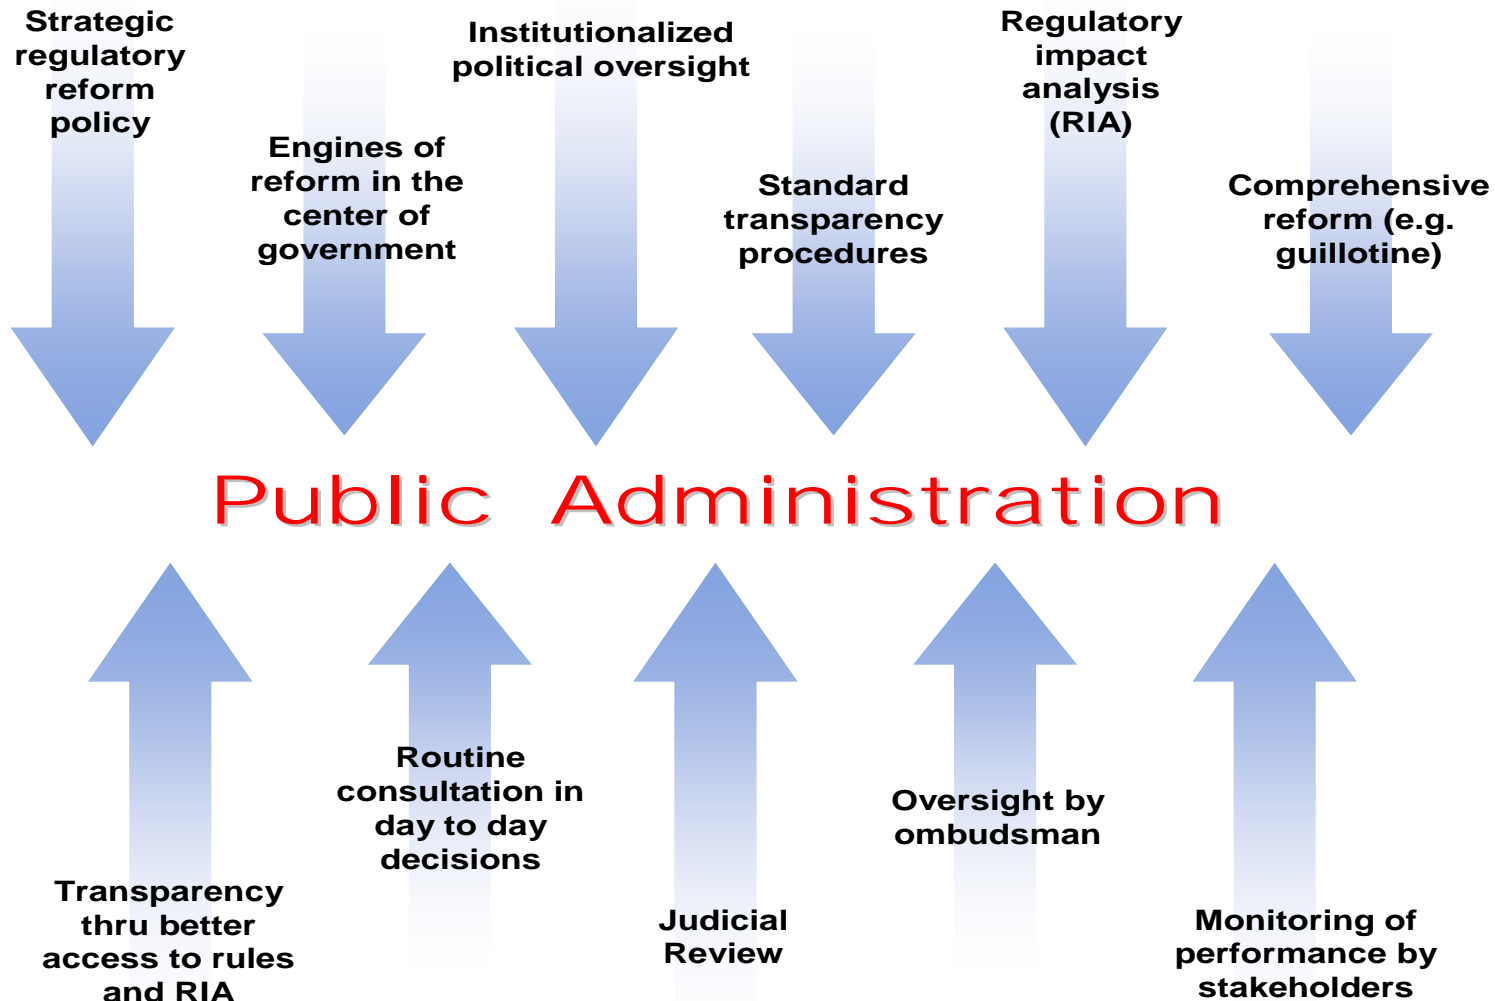 Strategic
regulatory
reform
policy
Engines of
reform in the
center of
government
Institutionalized
political oversight
Standard
transparency
procedures
Regulatory
impact
analysis
(RIA)
Comprehensive
reform (e.g.
guillotine)
Public Administration
Transparency
thru better
access to rules
and RIA
Routine
consultation in
day to day
decisions
Judicial
Review
Oversight by
ombudsman
Monitoring of
performance by
stakeholders